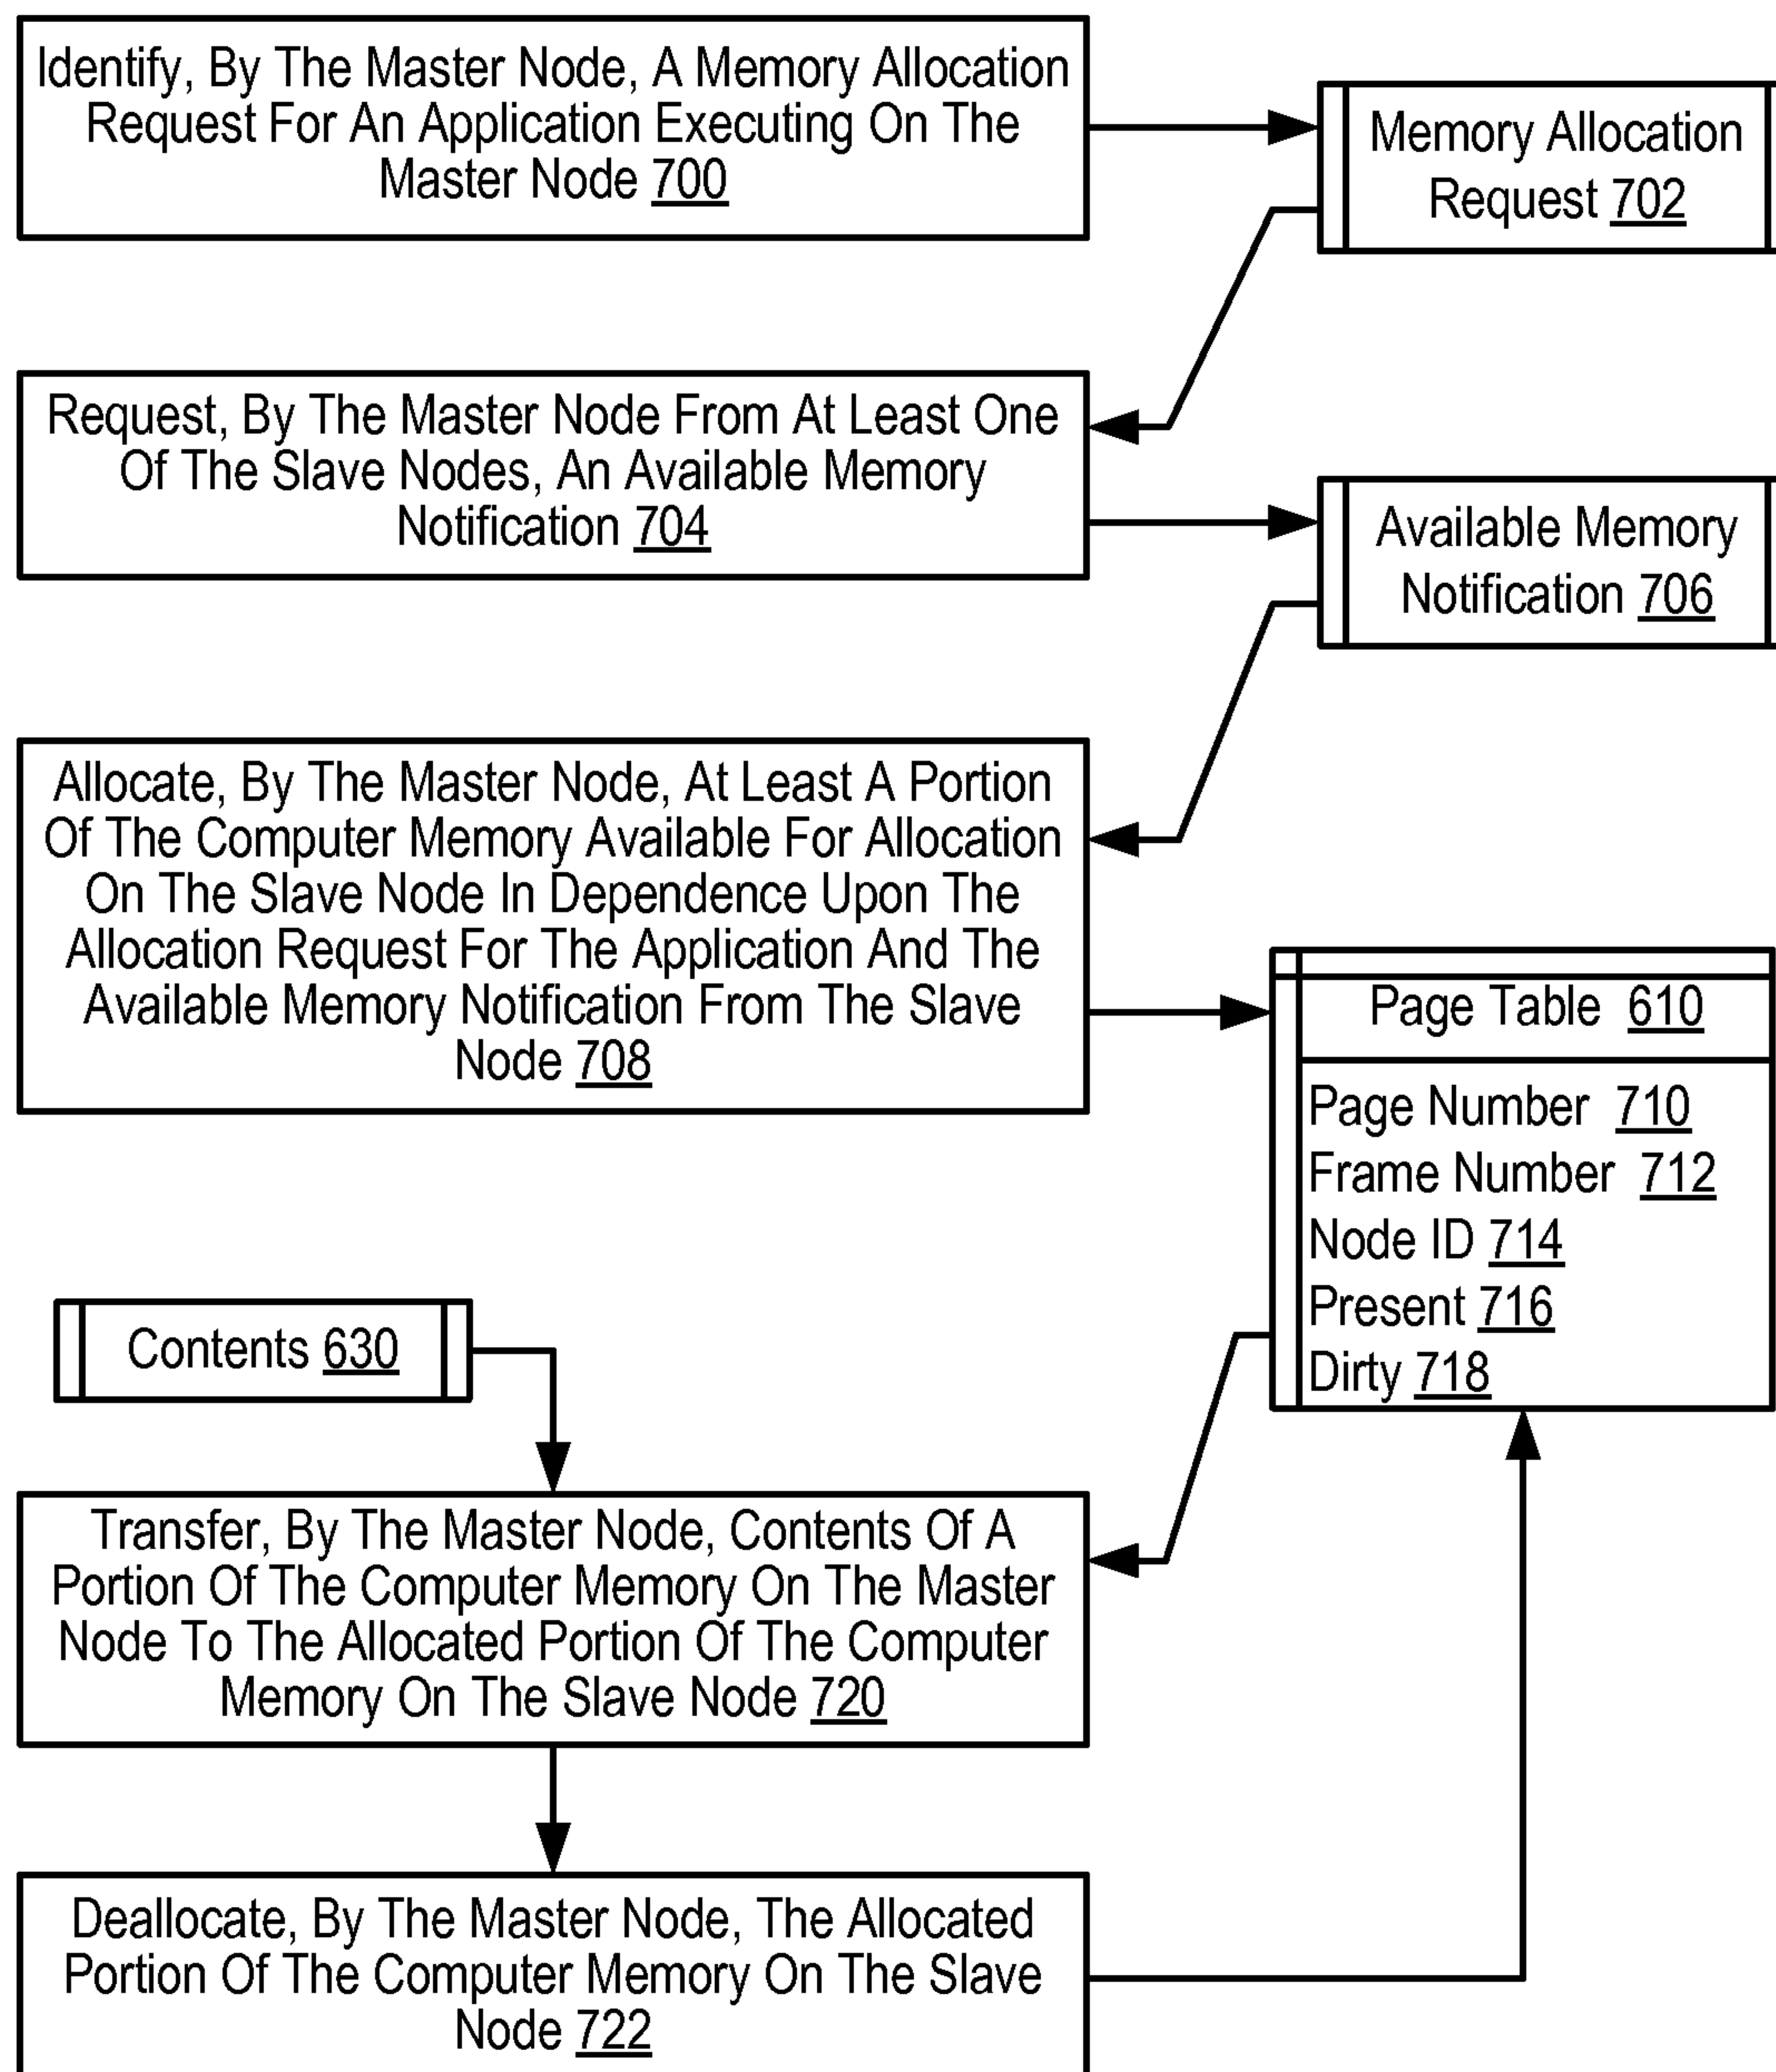 Identify, By The Master Node, A Memory Allocation
Request For An Application Executing On The
Master Node 700
Memory Allocation
Request 702
Request, By The Master Node From At Least One
Of The Slave Nodes, An Available Memory
Notification 704
Available Memory
Notification 706
Allocate, By The Master Node, At Least A Portion
Of The Computer Memory Available For Allocation
On The Slave Node In Dependence Upon The
Allocation Request For The Application And The
Available Memory Notification From The Slave
Node 708
Page Table 610
Page Number 710
Frame Number 712
Node ID 714
Present 716
Dirty 718
Contents 630
Transfer, By The Master Node, Contents Of A
Portion Of The Computer Memory On The Master
Node To The Allocated Portion Of The Computer
Memory On The Slave Node 720
Deallocate, By The Master Node, The Allocated
Portion Of The Computer Memory On The Slave
Node 722